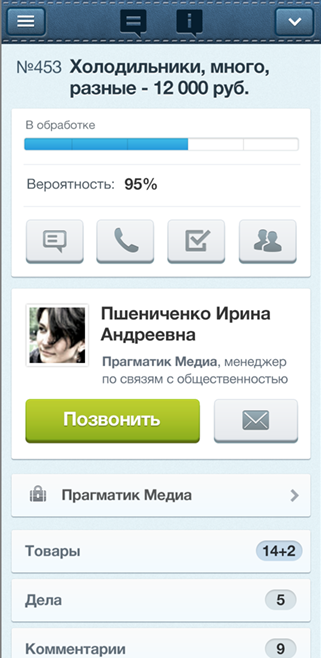 №453 Холодильники, много,
разные - 12 000 руб.
В обработке
Вероятность: 95%
Пшениченко Ирина
Андреевна
Прагматик Медиа, менеджер
по связям с общественностью
Позвонить
Прагматик Медиа
Товары 14+2
Дела 5
Комментарии 9